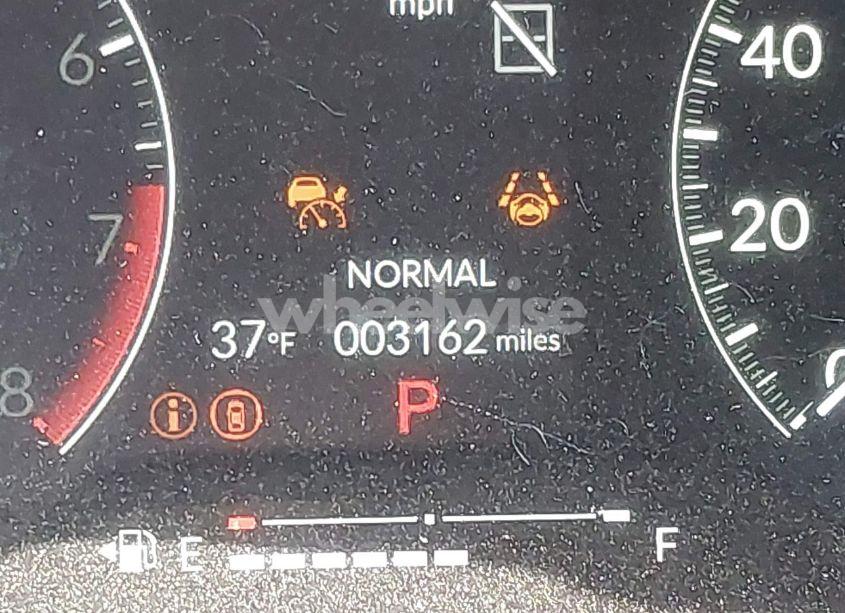 mph
6
40
7
20
NORMAL
wheelwise
37°F 003162 miles
8
i P
E F